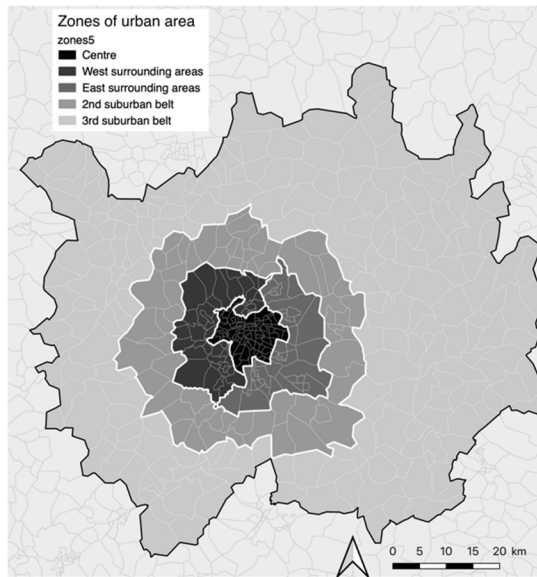 Zones of urban area
zones5
Centre
West surrounding areas
East surrounding areas
2nd suburban belt
3rd suburban belt
0 5 10 15 20 km